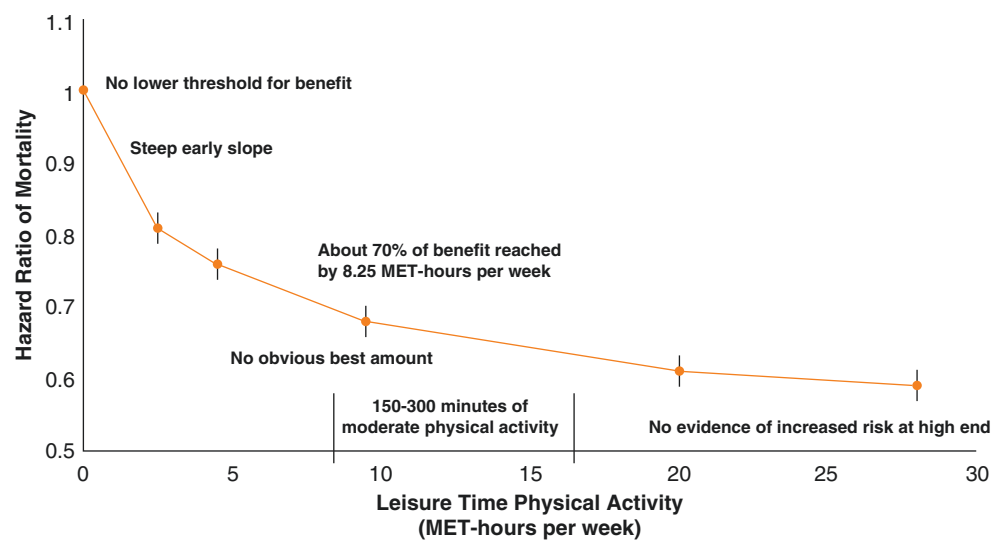 1.1
No lower threshold for benefit
1
Steep early slope
0.9
0.8
About 70% of benefit reached
by 8.25 MET-hours per week
0.7
No obvious best amount
0.6
150-300 minutes of
moderate physical activity
No evidence of increased risk at high end
0.5
Hazard Ratio of Mortality
0 5 10 15 20 25 30
Leisure Time Physical Activity
(MET-hours per week)